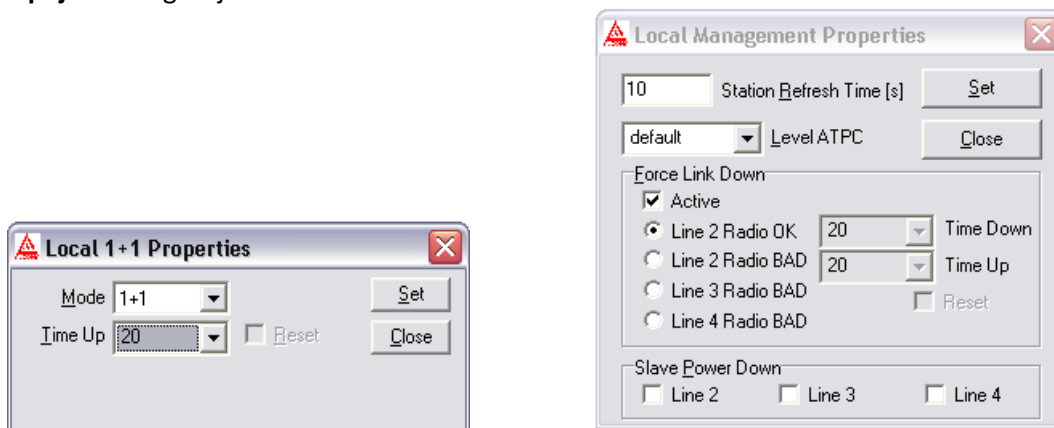 Local Management Properties
10 Station Refresh Time [s] Set
default Level ATPC Close
Force Link Down
Active
Line 2 Radio OK 20 Time Down
Line 2 Radio BAD 20 Time Up
Line 3 Radio BAD Reset
Line 4 Radio BAD
Slave Power Down
Line 2 Line 3 Line 4
Local 1+1 Properties
Mode 1+1 Set
Time Up 20 Reset Close